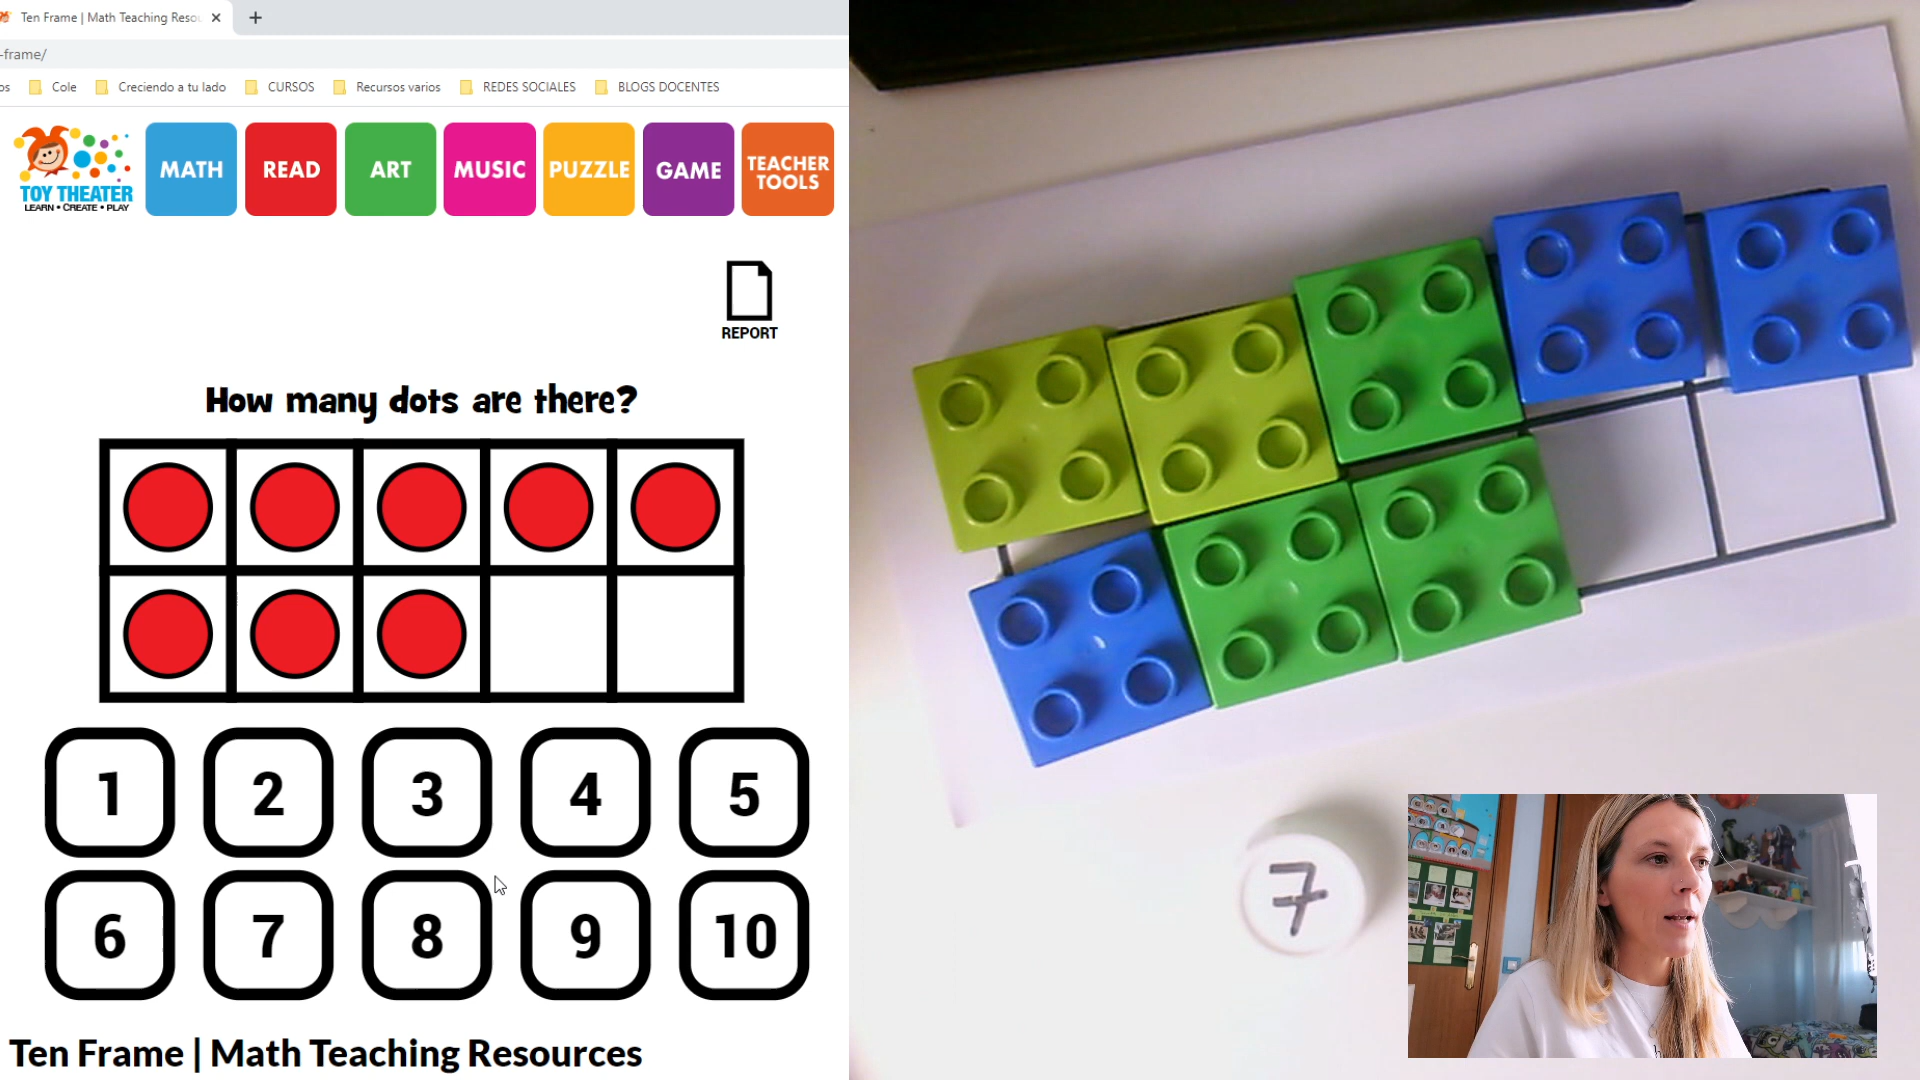 Ten Frame | Math Teaching Resou
-frame/
os Cole Creciendo a tu lado CURSOS Recursos varios REDES SOCIALES BLOGS DOCENTES
TOY THEATER
LEARN • CREATE • PLAY
MATH READ ART MUSIC PUZZLE GAME TEACHER TOOLS
REPORT
How many dots are there?
1 2 3 4 5
6 7 8 9 10
Ten Frame | Math Teaching Resources
7